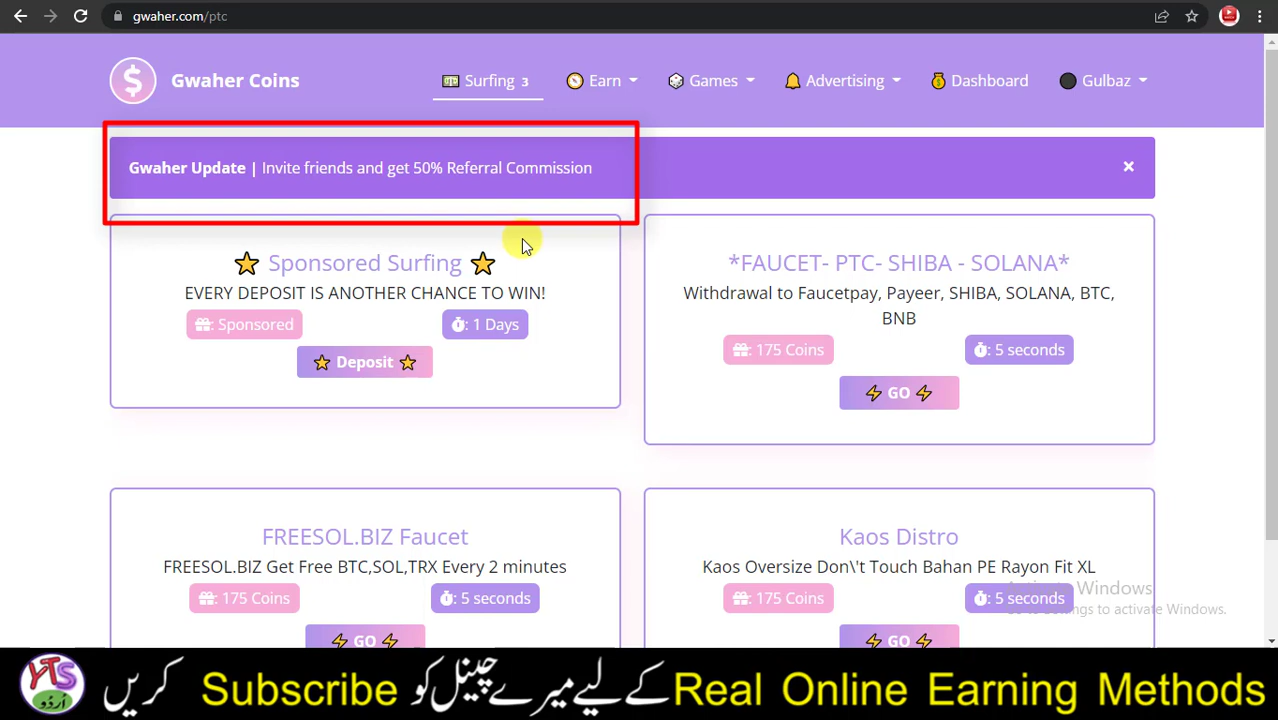 gwaher.com/ptc
$ Gwaher Coins Surfing 3 Earn Games Advertising Dashboard Gulbaz
Gwaher Update | Invite friends and get 50% Referral Commission ×
Sponsored Surfing
EVERY DEPOSIT IS ANOTHER CHANCE TO WIN!
: Sponsored : 1 Days
Deposit
*FAUCET- PTC- SHIBA - SOLANA*
Withdrawal to Faucetpay, Payeer, SHIBA, SOLANA, BTC,
BNB
: 175 Coins : 5 seconds
GO
FREESOL.BIZ Faucet
FREESOL.BIZ Get Free BTC,SOL,TRX Every 2 minutes
: 175 Coins : 5 seconds
GO
Kaos Distro
Kaos Oversize Don\'t Touch Bahan PE Rayon Fit XL
: 175 Coins : 5 seconds
GO
Activate Windows
Go to Settings to activate Windows.
YTS اُردُو
Real Online Earning Methods کے لیے میرے چینل کو Subscribe کریں